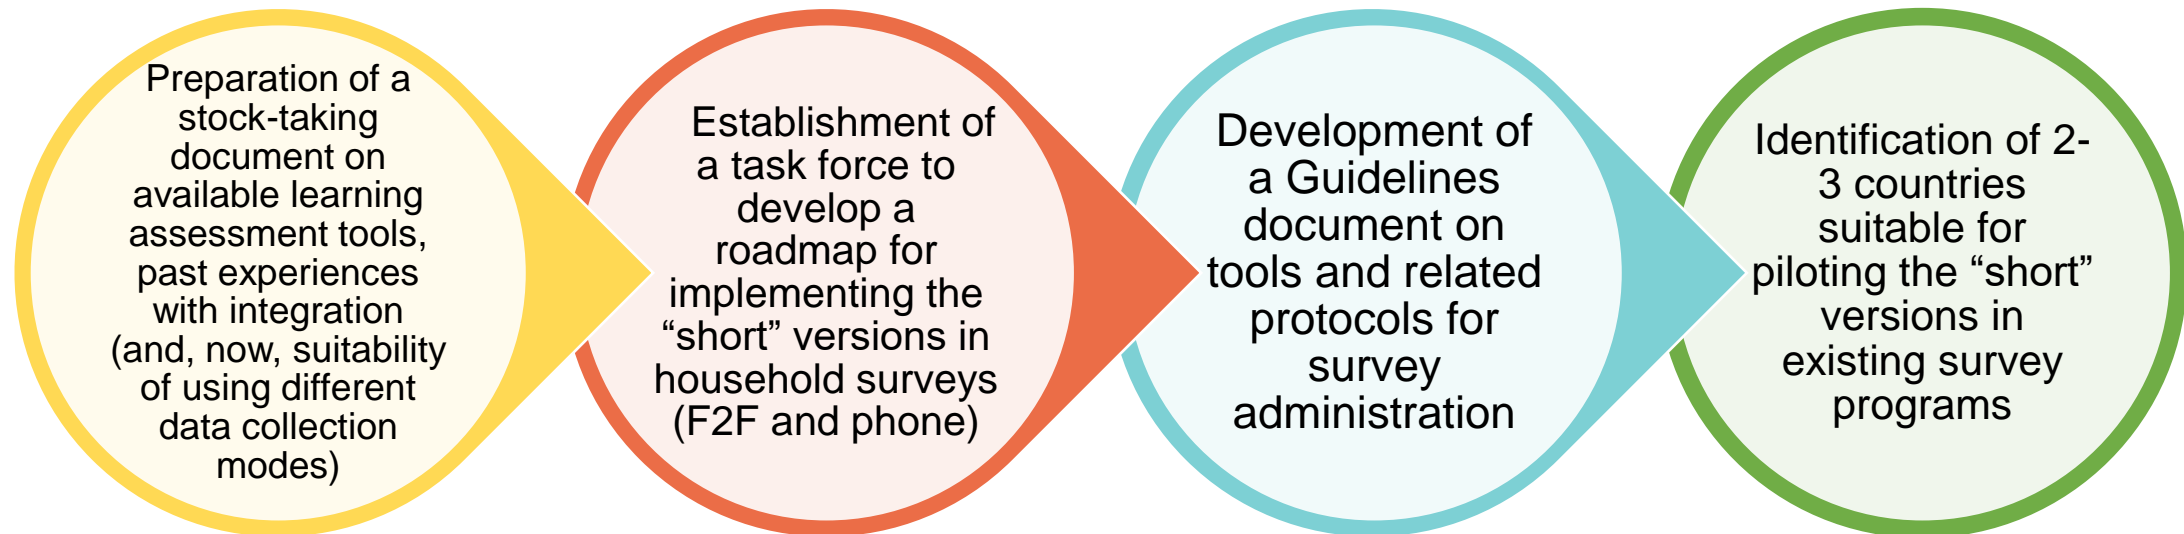 Preparation of a
stock-taking
document on
available learning
assessment tools,
past experiences
with integration
(and, now, suitability
of using different
data collection
modes)
Establishment of
a task force to
develop a
roadmap for
implementing the
“short” versions in
household surveys
(F2F and phone)
Development of
a Guidelines
document on
tools and related
protocols for
survey
administration
Identification of 2-
3 countries
suitable for
piloting the “short”
versions in
existing survey
programs